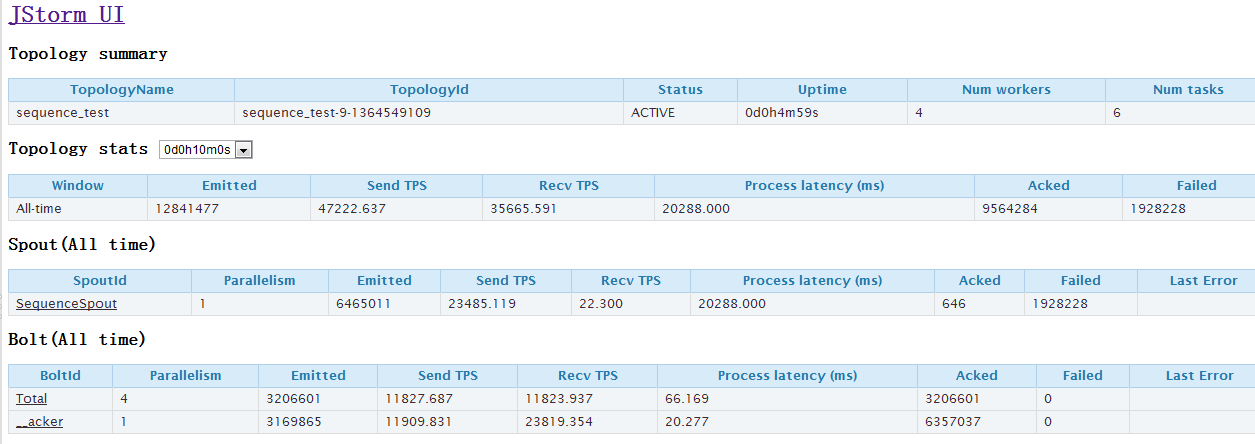 JStorm UI
Topology summary
TopologyName TopologyId Status Uptime Num workers Num tasks
sequence_test sequence_test-9-1364549109 ACTIVE 0d0h4m59s 4 6
Topology stats 0d0h10m0s
Window Emitted Send TPS Recv TPS Process latency (ms) Acked Failed
All-time 12841477 47222.637 35665.591 20288.000 9564284 1928228
Spout(All time)
SpoutId Parallelism Emitted Send TPS Recv TPS Process latency (ms) Acked Failed Last Error
SequenceSpout 1 6465011 23485.119 22.300 20288.000 646 1928228
Bolt(All time)
BoltId Parallelism Emitted Send TPS Recv TPS Process latency (ms) Acked Failed Last Error
Total 4 3206601 11827.687 11823.937 66.169 3206601 0
__acker 1 3169865 11909.831 23819.354 20.277 6357037 0